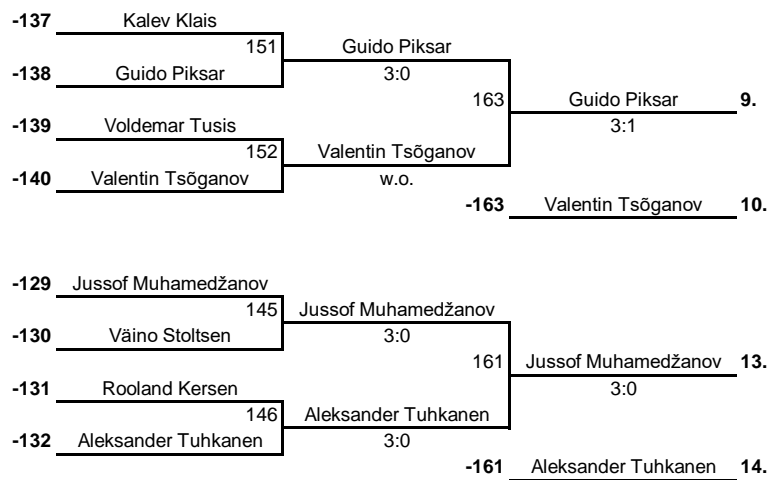 -137 Kalev Klais
151 Guido Piksar
-138 Guido Piksar 3:0
163 Guido Piksar 9.
-139 Voldemar Tusis 3:1
152 Valentin Tsõganov
-140 Valentin Tsõganov w.o.
-163 Valentin Tsõganov 10.
-129 Jussof Muhamedžanov
145 Jussof Muhamedžanov
-130 Väino Stoltsen 3:0
161 Jussof Muhamedžanov 13.
-131 Rooland Kersen 3:0
146 Aleksander Tuhkanen
-132 Aleksander Tuhkanen 3:0
-161 Aleksander Tuhkanen 14.